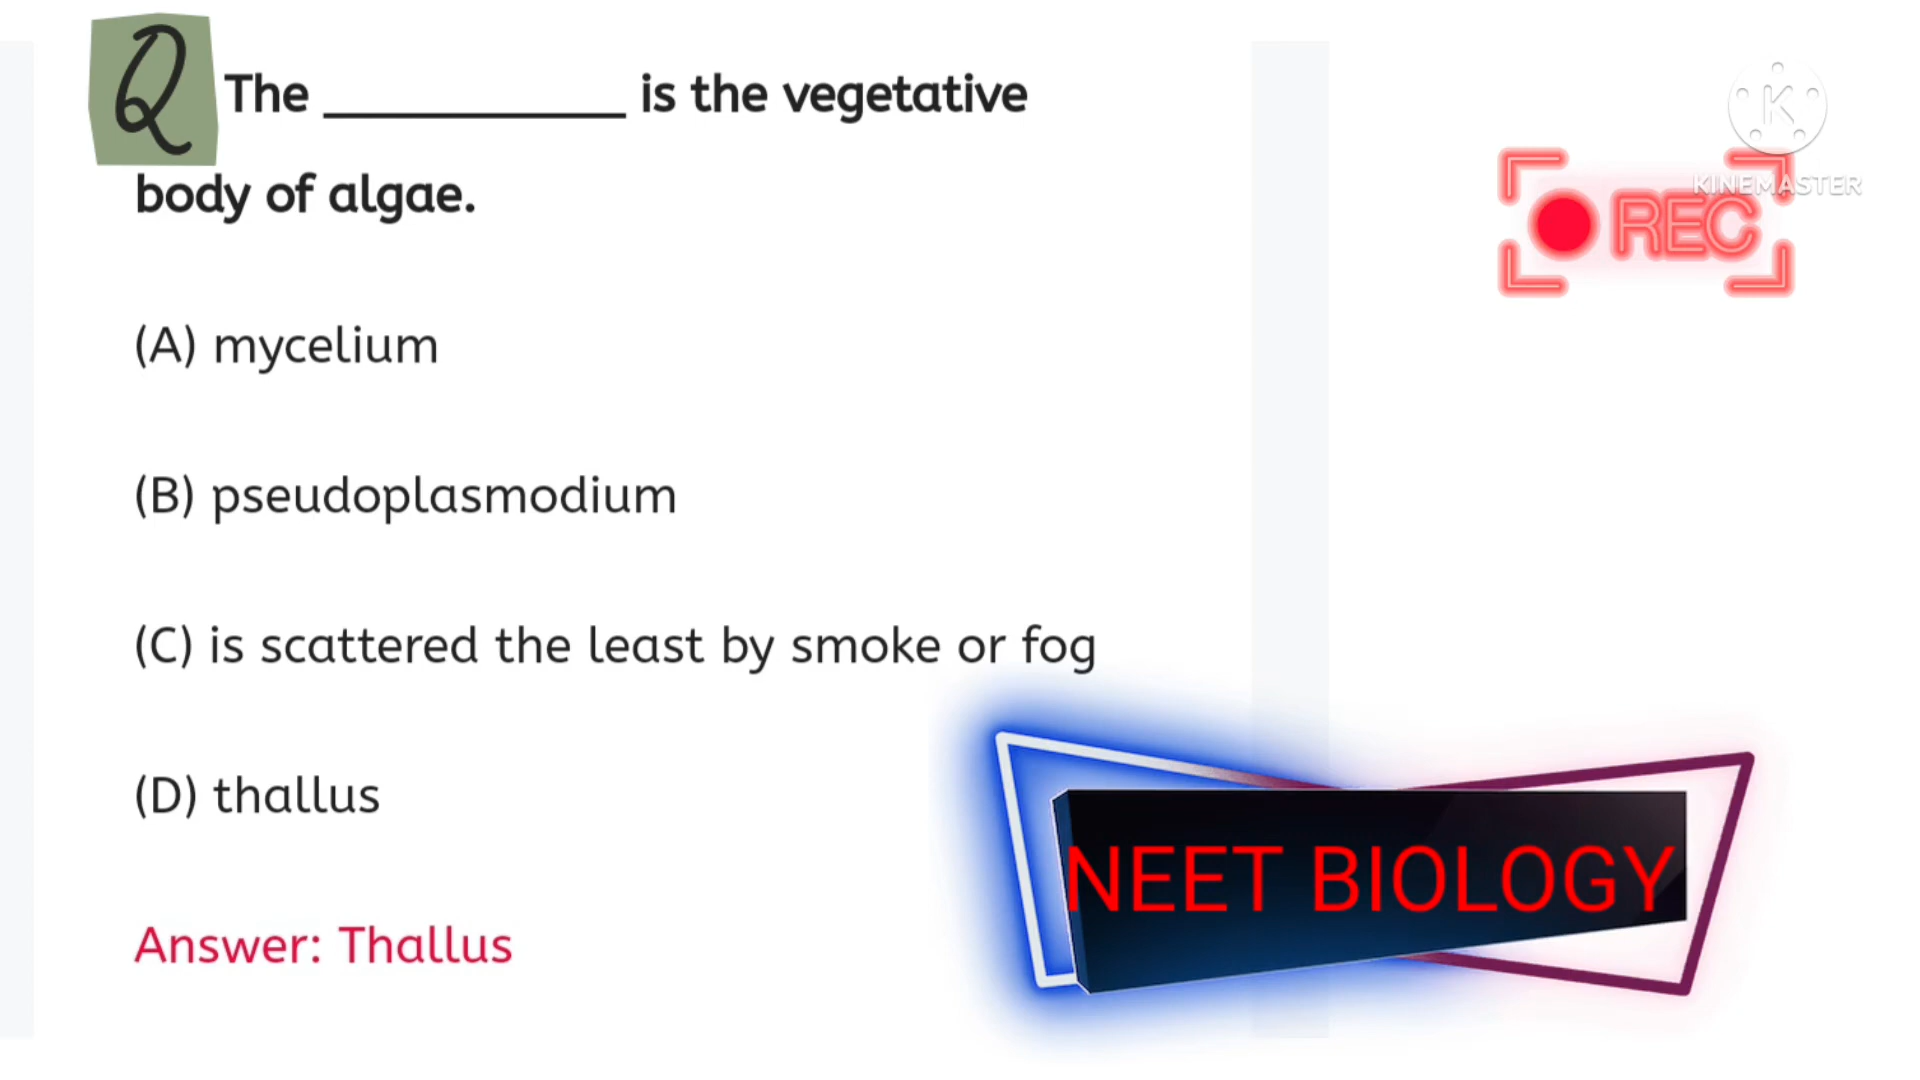 Q The ____________ is the vegetative
body of algae.
(A) mycelium
(B) pseudoplasmodium
(C) is scattered the least by smoke or fog
(D) thallus
Answer: Thallus
K
KINEMASTER
REC
NEET BIOLOGY